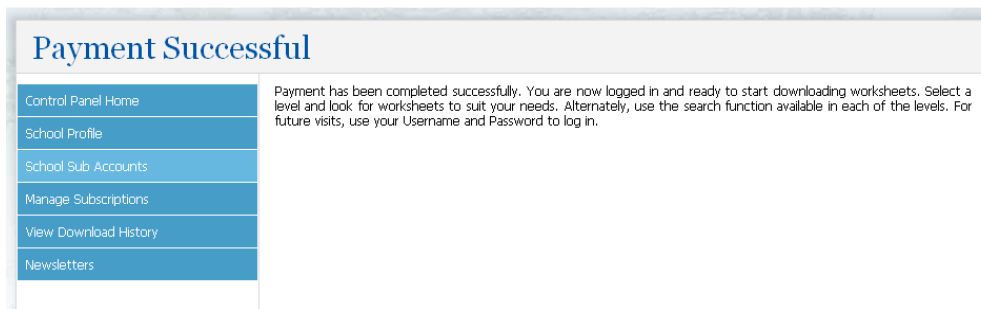 Payment Successful
Control Panel Home
School Profile
School Sub Accounts
Manage Subscriptions
View Download History
Newsletters
Payment has been completed successfully. You are now logged in and ready to start downloading worksheets. Select a
level and look for worksheets to suit your needs. Alternately, use the search function available in each of the levels. For
future visits, use your Username and Password to log in.